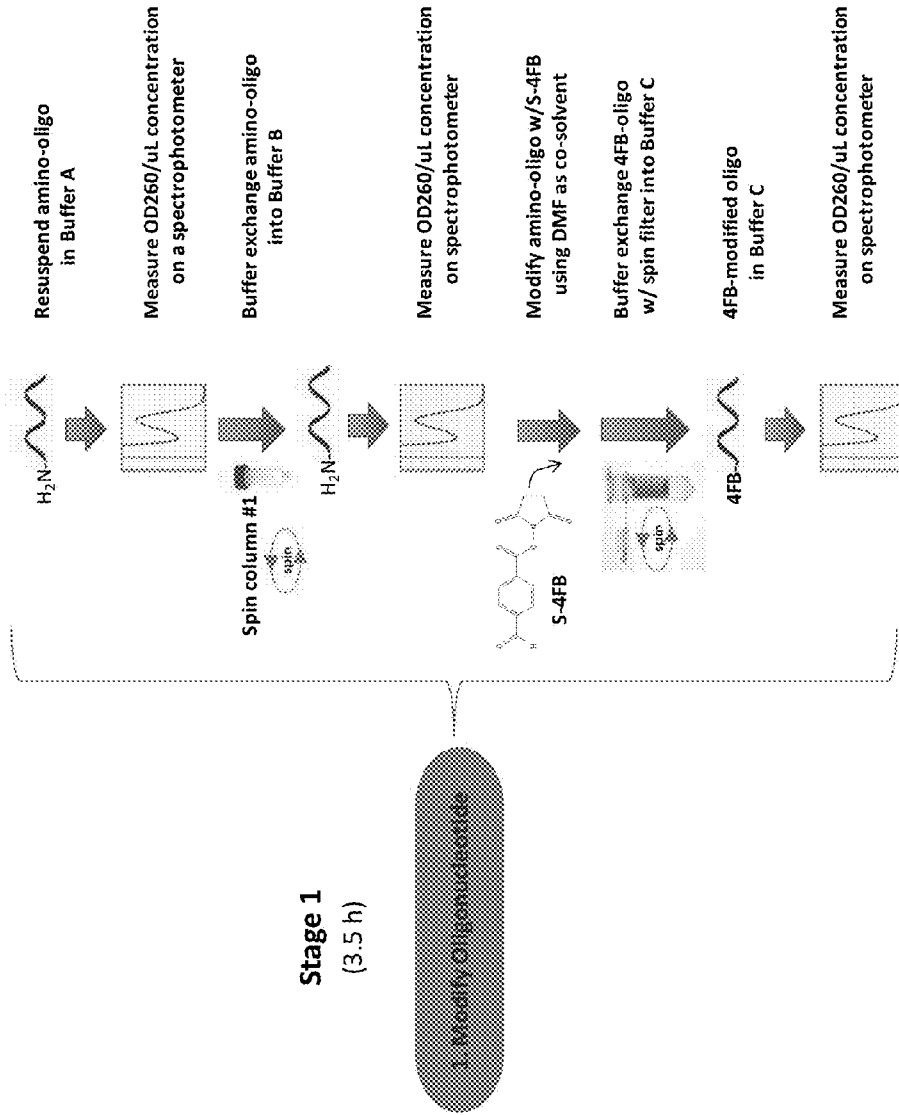 Stage 1
(3.5 h)
1. Modify Oligonucleotide
H₂N-
Resuspend amino-oligo
in Buffer A
Measure OD260/uL concentration
on a spectrophotometer
Spin column #1
spin
Buffer exchange amino-oligo
into Buffer B
H₂N-
Measure OD260/uL concentration
on spectrophotometer
S-4FB
Modify amino-oligo w/S-4FB
using DMF as co-solvent
spin
Buffer exchange 4FB-oligo
w/ spin filter into Buffer C
4FB-
4FB-modified oligo
in Buffer C
Measure OD260/uL concentration
on spectrophotometer